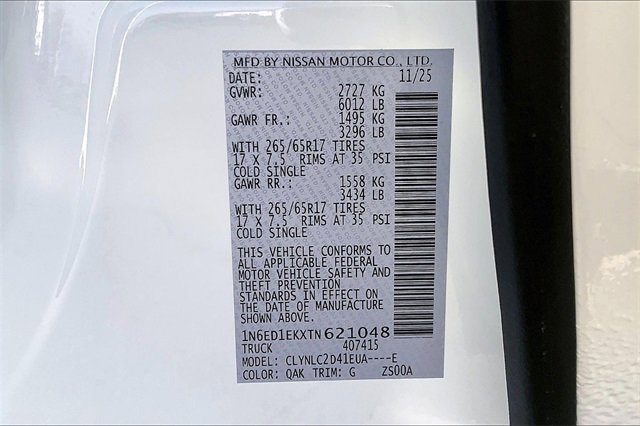 MFD BY NISSAN MOTOR CO., LTD.
DATE: 11/25
GVWR: 2727 KG
6012 LB
GAWR FR.: 1495 KG
3296 LB
WITH 265/65R17 TIRES
17 X 7.5 RIMS AT 35 PSI
COLD SINGLE
GAWR RR.: 1558 KG
3434 LB
WITH 265/65R17 TIRES
17 X 7.5 RIMS AT 35 PSI
COLD SINGLE
THIS VEHICLE CONFORMS TO
ALL APPLICABLE FEDERAL
MOTOR VEHICLE SAFETY AND
THEFT PREVENTION
STANDARDS IN EFFECT ON
THE DATE OF MANUFACTURE
SHOWN ABOVE.
1N6ED1EKXTN621048
TRUCK 407415
MODEL: CLYNLC2D41EUA----E
COLOR: QAK TRIM: G ZS00A